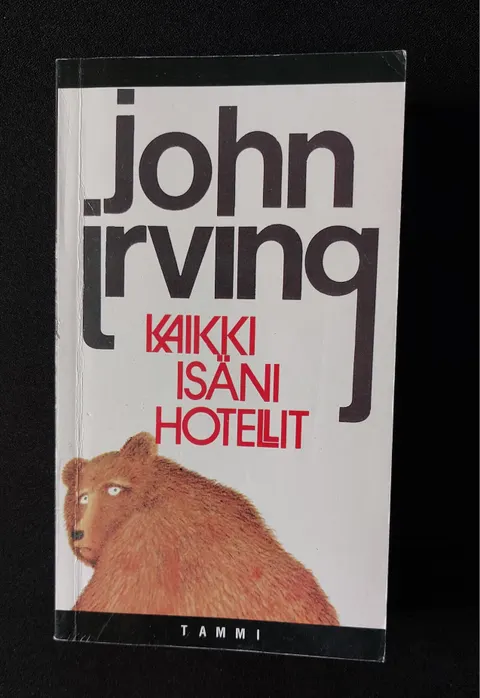 john
irving
KAIKKI
ISÄNI
HOTELLIT
TAMMI